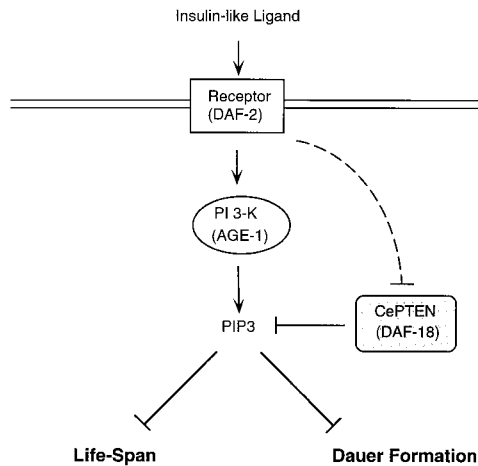 Insulin-like Ligand
Receptor
(DAF-2)
PI 3-K
(AGE-1)
CePTEN
(DAF-18)
PIP3
Life-Span
Dauer Formation